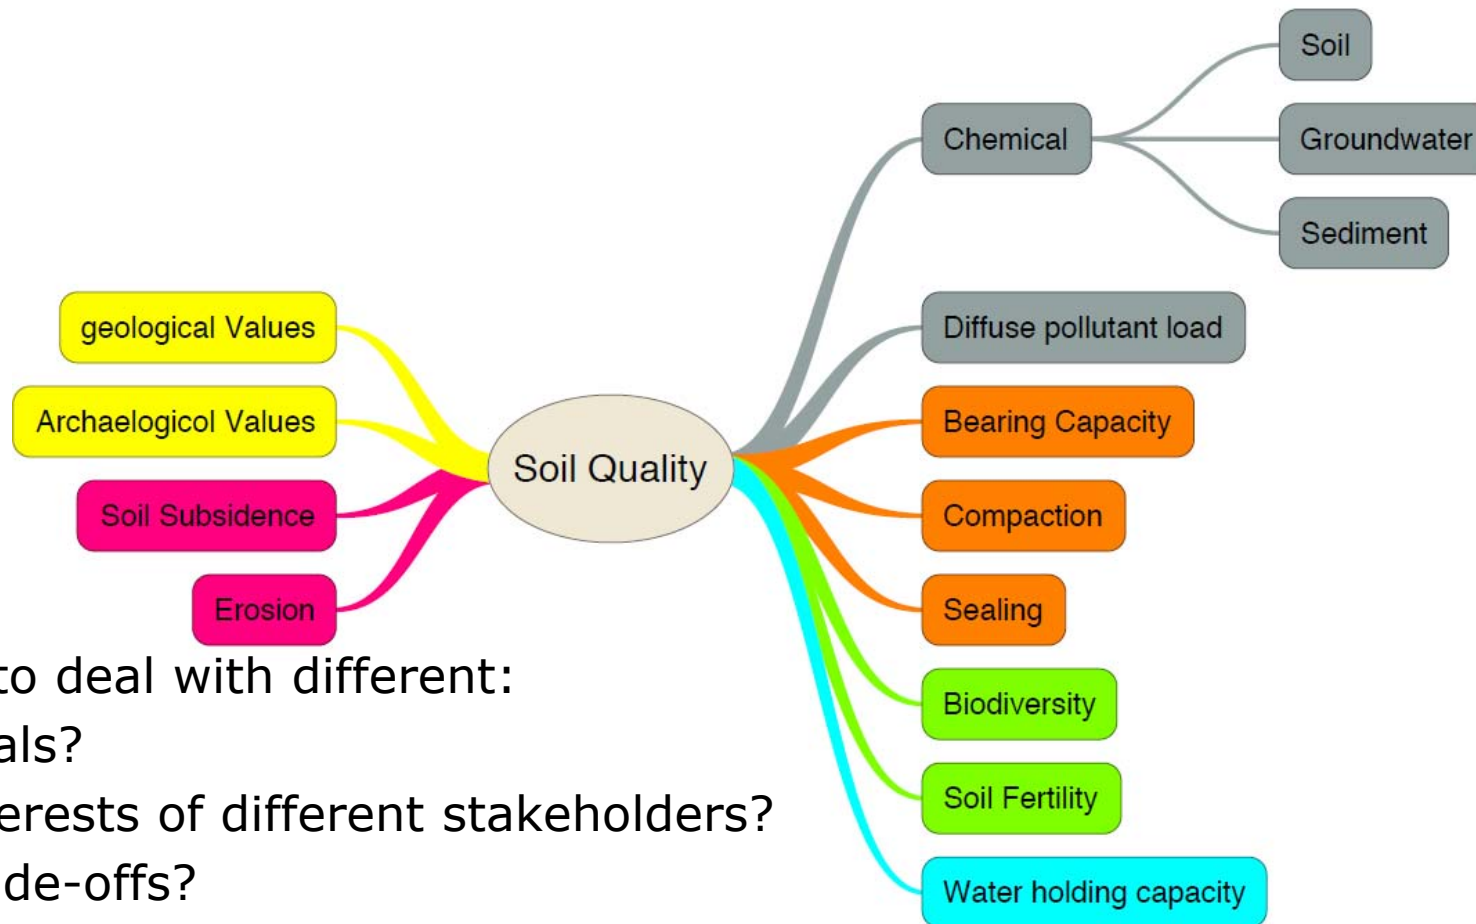 Soil
Chemical
Groundwater
Sediment
geological Values
Diffuse pollutant load
Archaelogicol Values
Bearing Capacity
Soil Quality
Soil Subsidence
Compaction
Erosion
Sealing
to deal with different:
als?
erests of different stakeholders?
de-offs?
Biodiversity
Soil Fertility
Water holding capacity